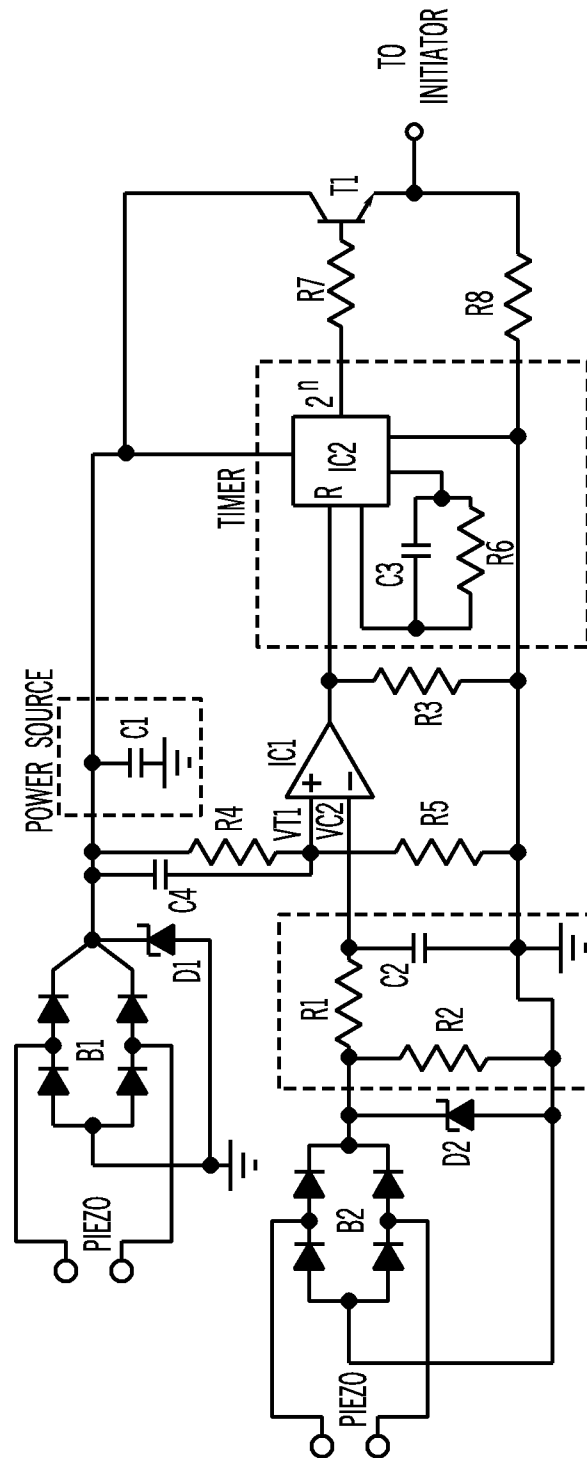 PIEZO
B1
D1
POWER SOURCE
C1
C4
R4
VT1
VC2
+
−
IC1
PIEZO
B2
D2
R1
R2
C2
R5
R3
TIMER
R
IC2
2ⁿ
C3
R6
R7
T1
R8
TO
INITIATOR